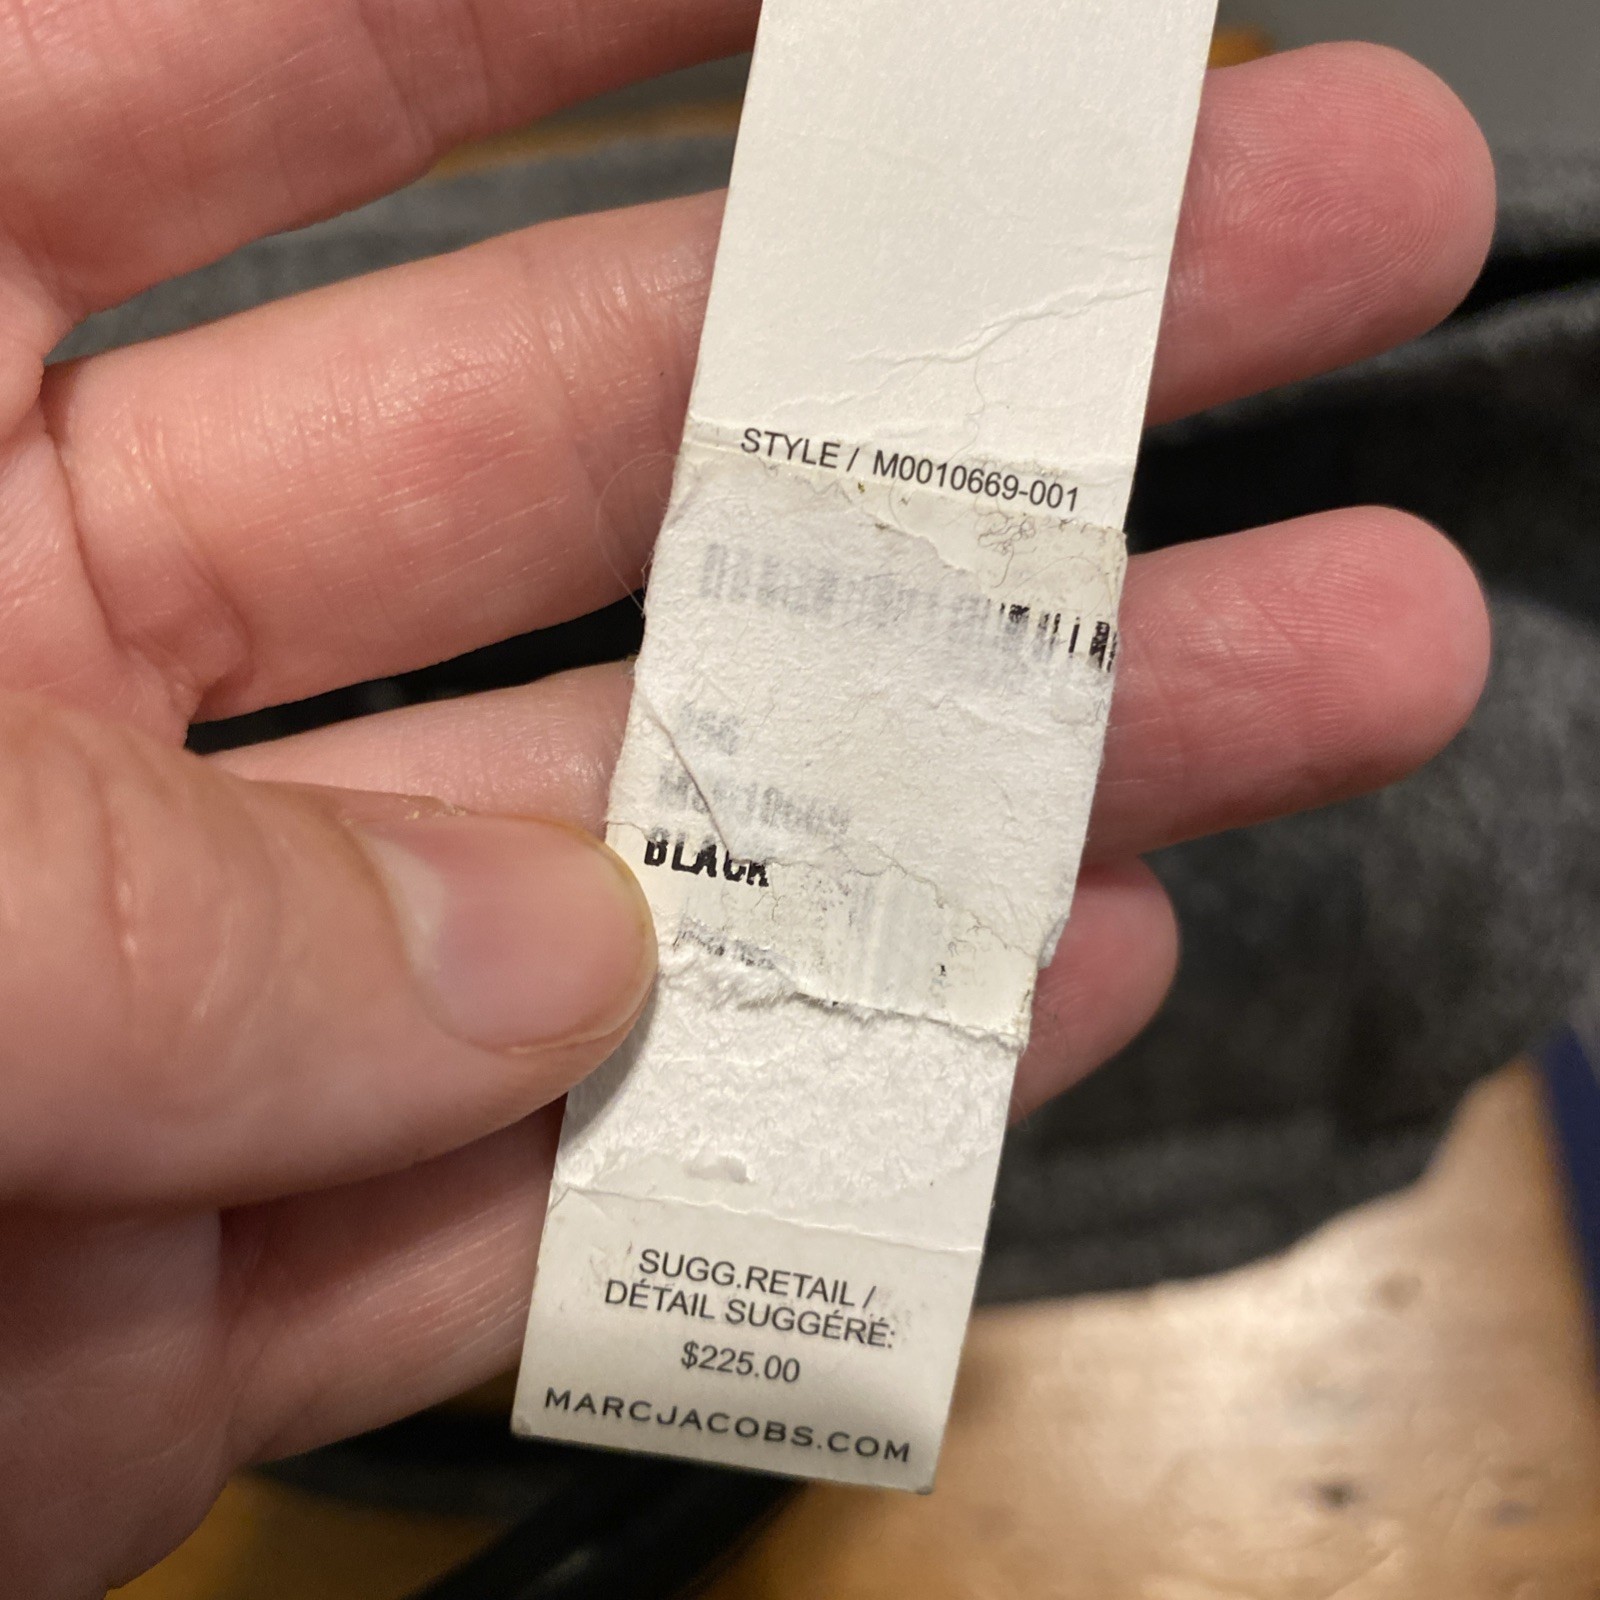 STYLE / M0010669-001
BLACK
SUGG.RETAIL /
DÉTAIL SUGGÉRÉ:
$225.00
MARCJACOBS.COM